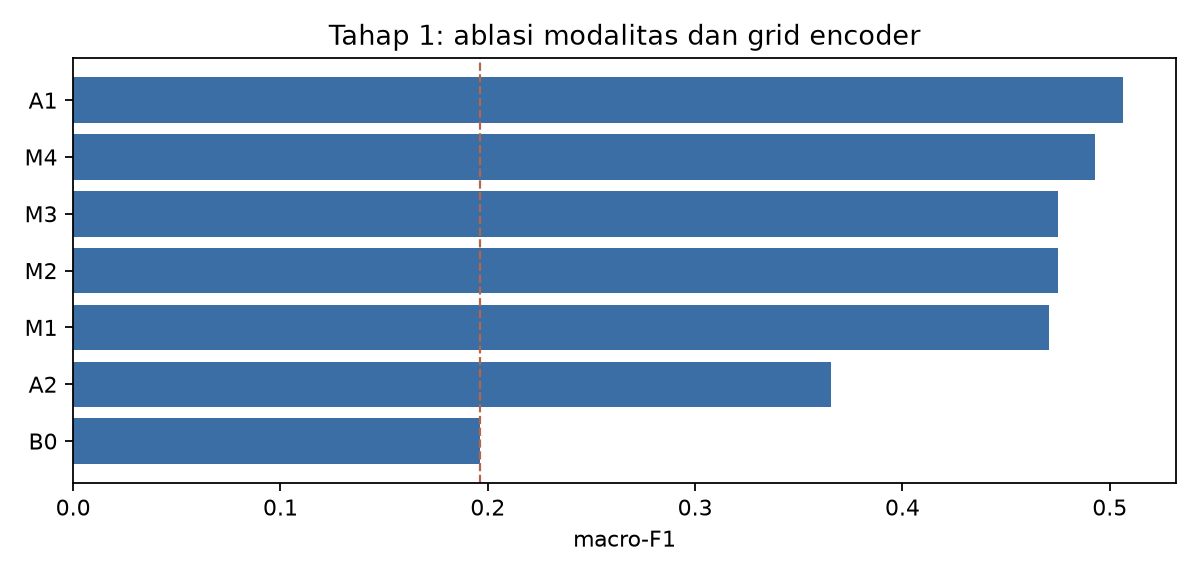 Tahap 1: ablasi modalitas dan grid encoder
A1
M4
M3
M2
M1
A2
B0
0.0 0.1 0.2 0.3 0.4 0.5
macro-F1